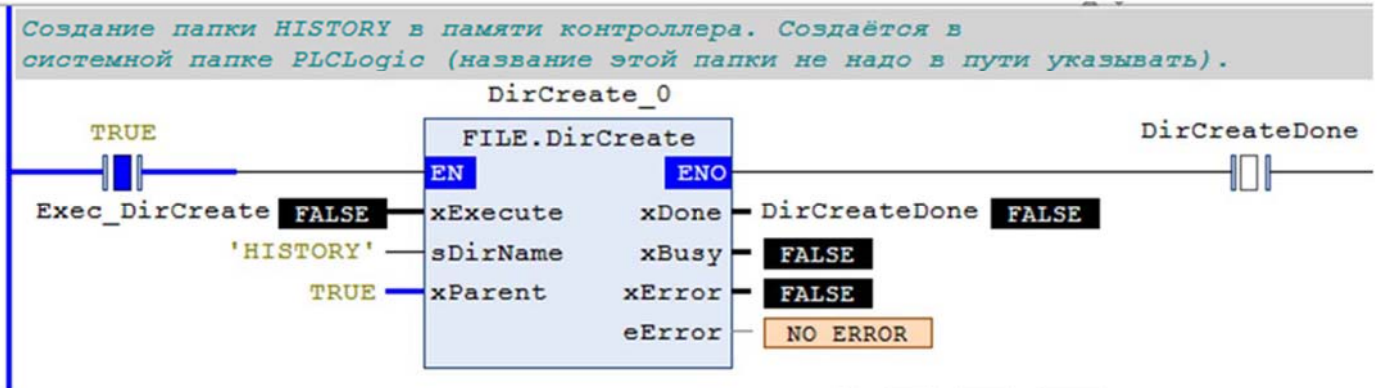 Создание папки HISTORY в памяти контроллера. Создаётся в
системной папке PLCLogic (название этой папки не надо в пути указывать).
DirCreate_0
TRUE
FILE.DirCreate
DirCreateDone
EN ENO
Exec_DirCreate FALSE xExecute xDone DirCreateDone FALSE
'HISTORY' sDirName xBusy FALSE
TRUE xParent xError FALSE
eError NO ERROR